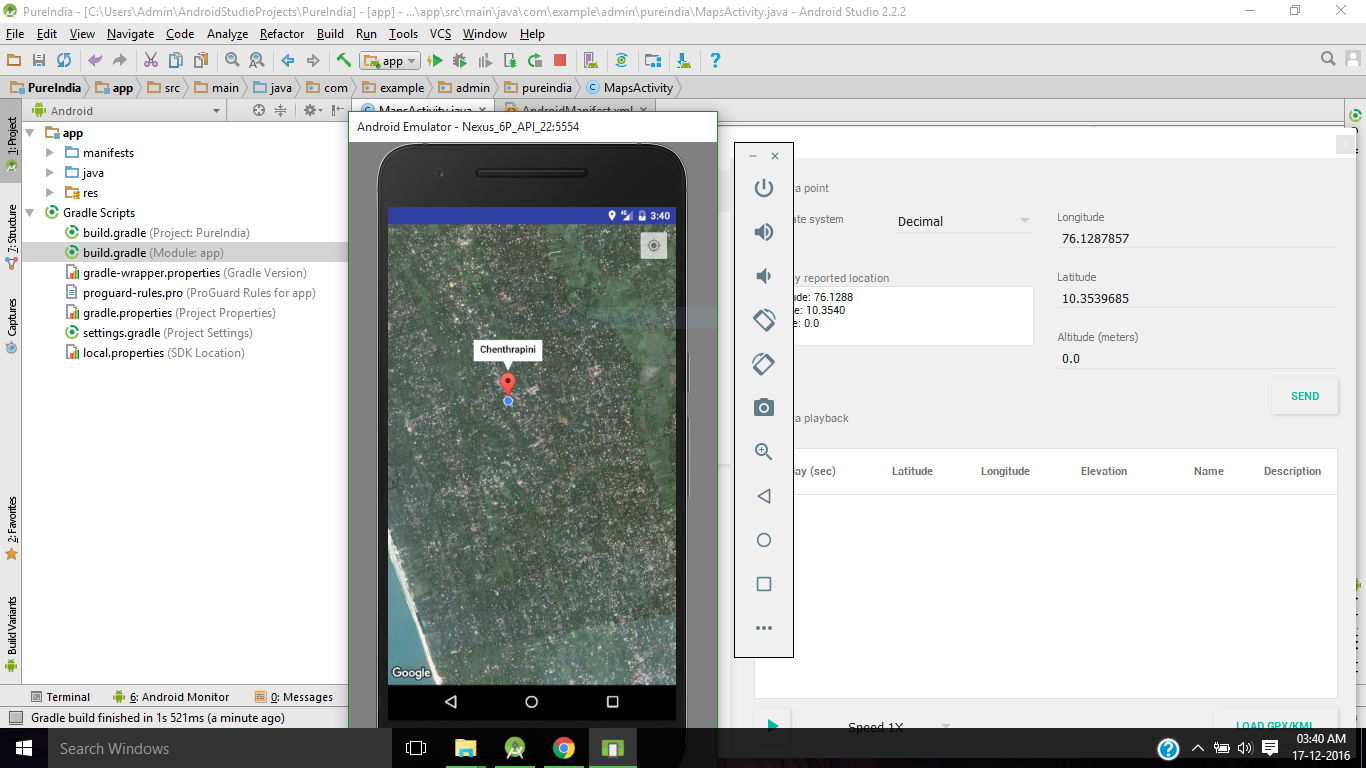 PureIndia - [C:\Users\Admin\AndroidStudioProjects\PureIndia] - [app] - ...\app\src\main\java\com\example\admin\pureindia\MapsActivity.java - Android Studio 2.2.2
File Edit View Navigate Code Analyze Refactor Build Run Tools VCS Window Help
app
PureIndia app src main java com example admin pureindia MapsActivity
Android
MapsActivity.java AndroidManifest.xml
1: Project
7: Structure
Captures
2: Favorites
Build Variants
app
manifests
java
res
Gradle Scripts
build.gradle (Project: PureIndia)
build.gradle (Module: app)
gradle-wrapper.properties (Gradle Version)
proguard-rules.pro (ProGuard Rules for app)
gradle.properties (Project Properties)
settings.gradle (Project Settings)
local.properties (SDK Location)
Android Emulator - Nexus_6P_API_22:5554
4G 3:40
Chenthrapini
Google
a point
ate system
Decimal
Longitude
76.1287857
y reported location
ude: 76.1288
e: 10.3540
e: 0.0
Latitude
10.3539685
Altitude (meters)
0.0
SEND
a playback
ay (sec) Latitude Longitude Elevation Name Description
Speed 1X
LOAD GPX/KML
Terminal 6: Android Monitor 0: Messages
Gradle build finished in 1s 521ms (a minute ago)
Search Windows
03:40 AM
17-12-2016